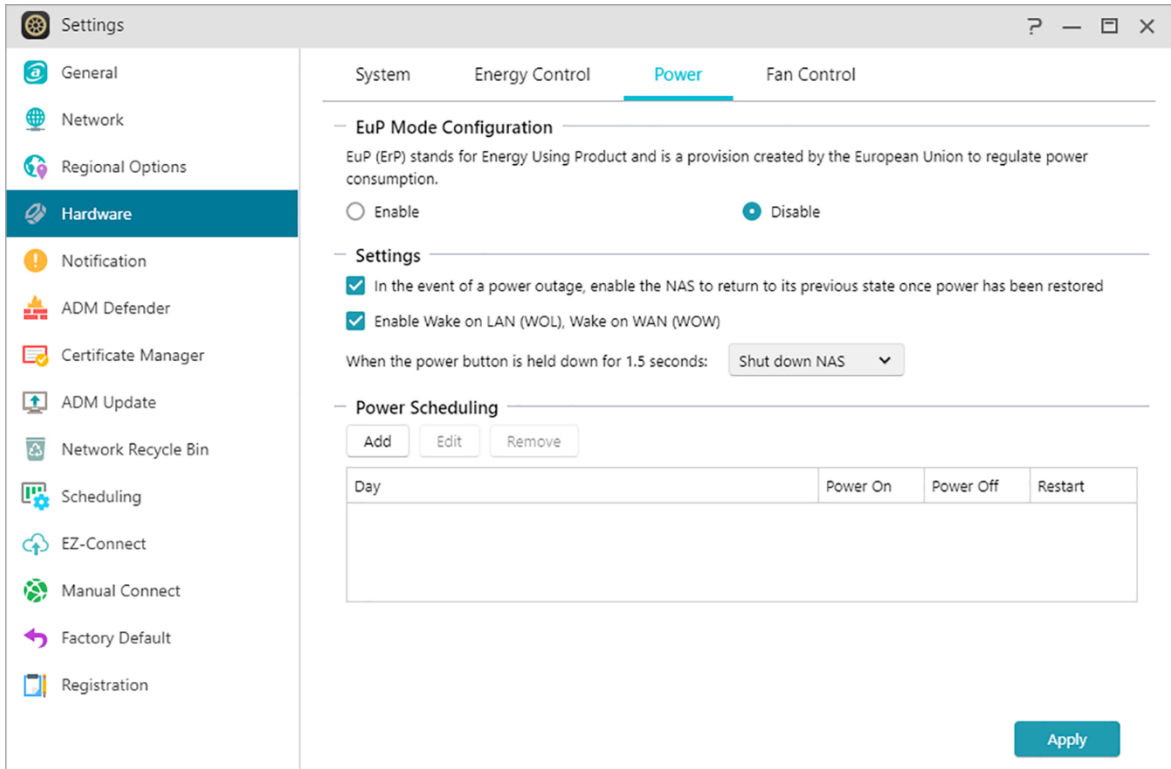 Settings
General
Network
Regional Options
Hardware
Notification
ADM Defender
Certificate Manager
ADM Update
Network Recycle Bin
Scheduling
EZ-Connect
Manual Connect
Factory Default
Registration
System Energy Control Power Fan Control
EuP Mode Configuration
EuP (ErP) stands for Energy Using Product and is a provision created by the European Union to regulate power
consumption.
Enable Disable
Settings
In the event of a power outage, enable the NAS to return to its previous state once power has been restored
Enable Wake on LAN (WOL), Wake on WAN (WOW)
When the power button is held down for 1.5 seconds: Shut down NAS
Power Scheduling
Add Edit Remove
Day Power On Power Off Restart
Apply